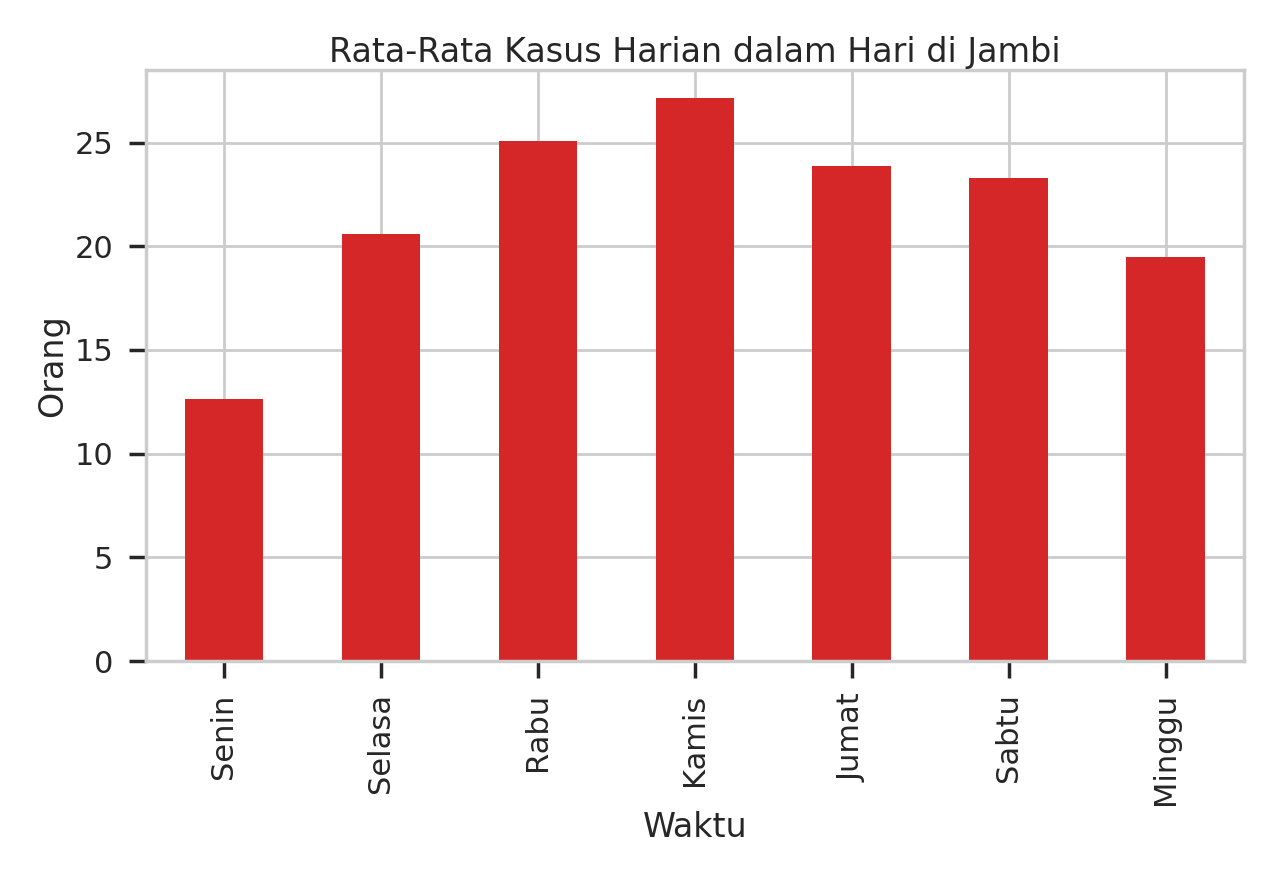 Rata-Rata Kasus Harian dalam Hari di Jambi
Orang
25
20
15
10
5
0
Senin
Selasa
Rabu
Kamis
Jumat
Sabtu
Minggu
Waktu